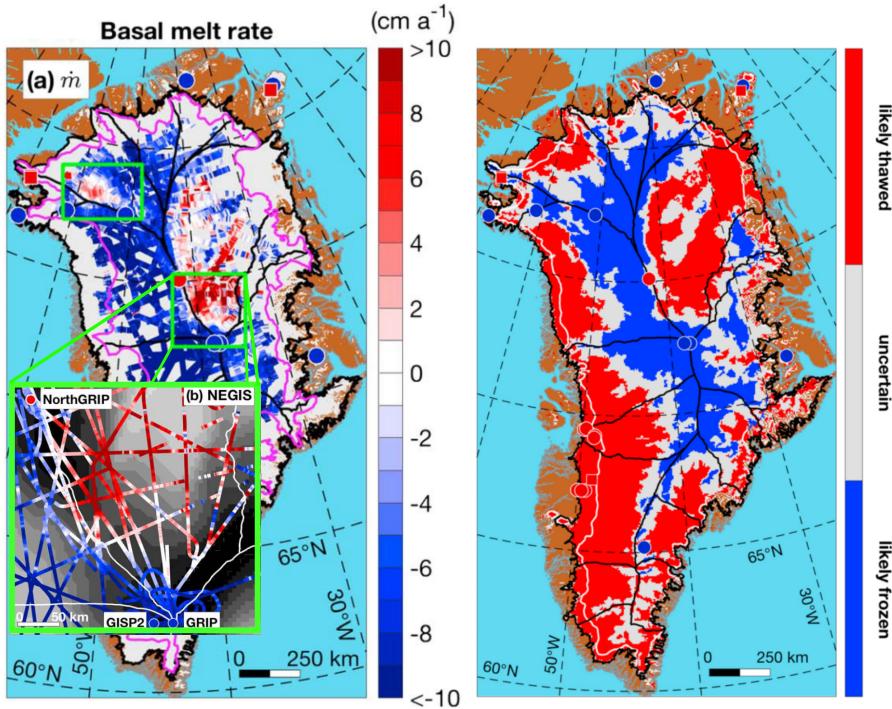 Basal melt rate
(cm a⁻¹)
(a) ṁ
>10
8
6
4
2
0
-2
-4
-6
-8
<-10
NorthGRIP
(b) NEGIS
GISP2
GRIP
0 50 km
65°N
30°W
50°W
60°N
0 250 km
likely thawed
uncertain
likely frozen
65°N
30°W
50°W
60°N
0 250 km